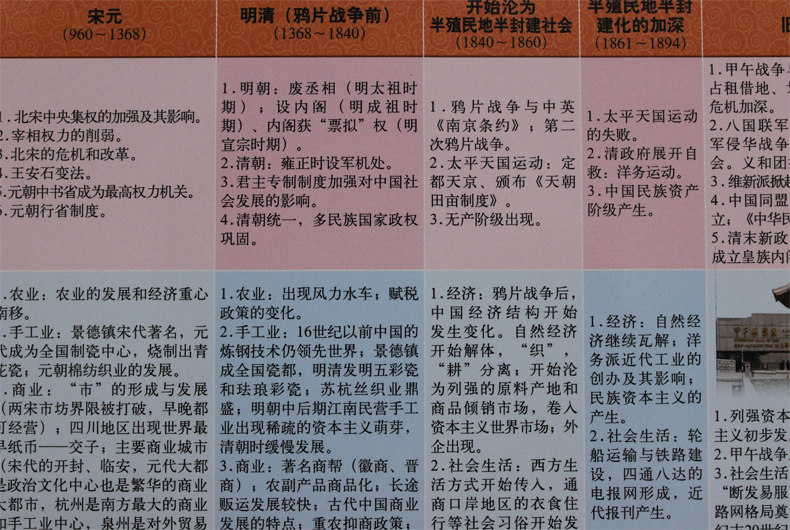 宋元
(960~1368)
1.北宋中央集权的加强及其影响。
2.宰相权力的削弱。
3.北宋的危机和改革。
4.王安石变法。
5.元朝中书省成为最高权力机关。
6.元朝行省制度。
明清（鸦片战争前）
(1368~1840)
1.明朝：废丞相（明太祖时
期）；设内阁（明成祖时
期）、内阁获“票拟”权（明
宣宗时期）。
2.清朝：雍正时设军机处。
3.君主专制制度加强对中国社
会发展的影响。
4.清朝统一，多民族国家政权
巩固。
开始沦为
半殖民地半封建社会
(1840~1860)
1.鸦片战争与中英
《南京条约》；第二
次鸦片战争。
2.太平天国运动：定
都天京、颁布《天朝
田亩制度》。
3.无产阶级出现。
半殖民地半封
建化的加深
(1861~1894)
1.太平天国运动
的失败。
2.清政府展开自
救：洋务运动。
3.中国民族资产
阶级产生。
1.甲午战争
占租借地、
危机加深。
2.八国联军
军侵华战争
会。义和团
3.维新派掀
4.中国同盟
立；《中华民
5.清末新政
成立皇族内
1.农业：农业的发展和经济重心
南移。
2.手工业：景德镇宋代著名，元
代成为全国制瓷中心，烧制出青
花瓷；元朝棉纺织业的发展。
3.商业：“市”的形成与发展
（两宋市坊界限被打破，早晚都
可经营）；四川地区出现世界最
早纸币——交子；主要商业城市
（宋代的开封、临安，元代大都
是政治文化中心也是繁华的商业
大都市，杭州是南方最大的商业
和手工业中心，泉州是对外贸易
1.农业：出现风力水车；赋税
政策的变化。
2.手工业：16世纪以前中国的
炼钢技术仍领先世界；景德镇
成全国瓷都，明清发明五彩瓷
和珐琅彩瓷；苏杭丝织业鼎
盛；明朝中后期江南民营手工
业出现稀疏的资本主义萌芽，
清朝时缓慢发展。
3.商业：著名商帮（徽商、晋
商）；农副产品商品化；长途
贩运发展较快；古代中国商业
发展的特点；重农抑商政策；
1.经济：鸦片战争后，
中国经济结构开始
发生变化。自然经济
开始解体，“织”，
“耕”分离；开始沦
为列强的原料产地和
商品倾销市场，卷入
资本主义世界市场；外
企出现。
2.社会生活：西方生
活方式开始传入，通
商口岸地区的衣食住
行等社会习俗开始发
1.经济：自然经
济继续瓦解；洋
务派近代工业的
创办及其影响；
民族资本主义的
产生。
2.社会生活：轮
船运输与铁路建
设，四通八达的
电报网形成，近
代报刊产生。
1.列强资本
主义初步发
2.甲午战争
3.社会生活
“断发易服
路网格局奠